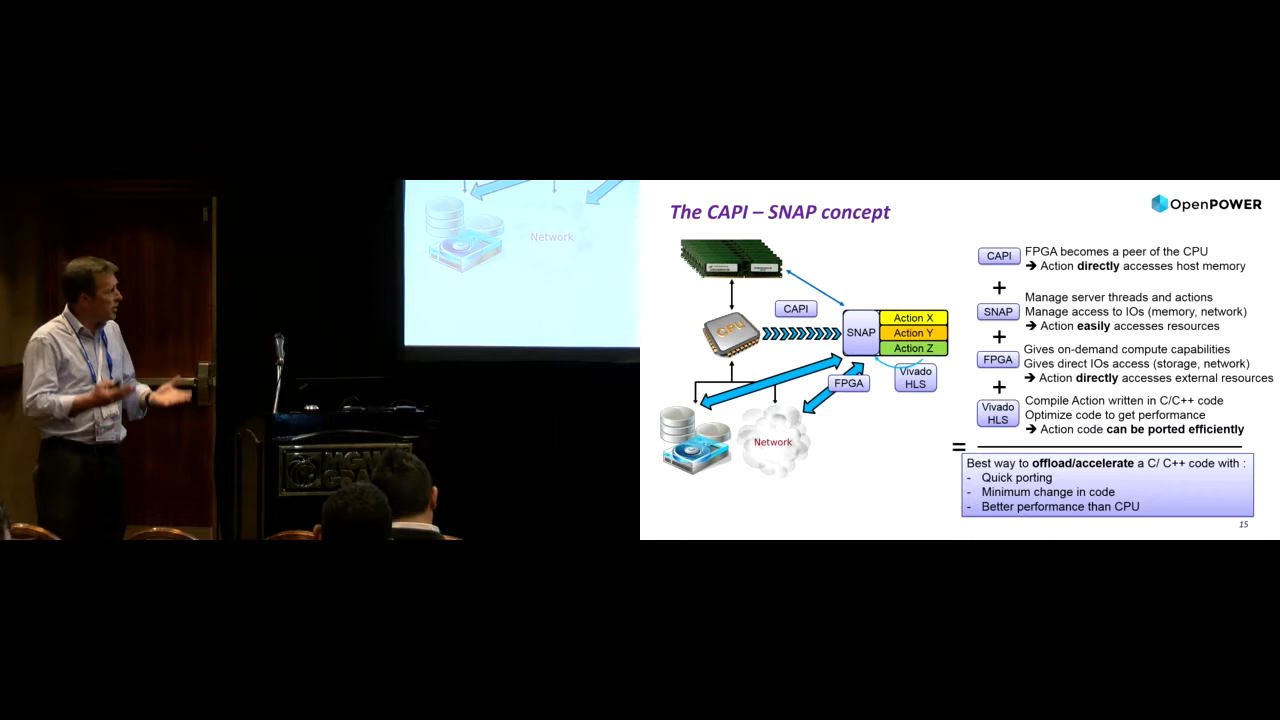 Network
MGM
The CAPI – SNAP concept
OpenPOWER
CPU
CAPI
SNAP
Action X
Action Y
Action Z
FPGA
Vivado
HLS
Network
CAPI
FPGA becomes a peer of the CPU
➔ Action directly accesses host memory
+
SNAP
Manage server threads and actions
Manage access to IOs (memory, network)
➔ Action easily accesses resources
+
FPGA
Gives on-demand compute capabilities
Gives direct IOs access (storage, network)
➔ Action directly accesses external resources
+
Vivado
HLS
Compile Action written in C/C++ code
Optimize code to get performance
➔ Action code can be ported efficiently
=
Best way to offload/accelerate a C/ C++ code with :
- Quick porting
- Minimum change in code
- Better performance than CPU
15